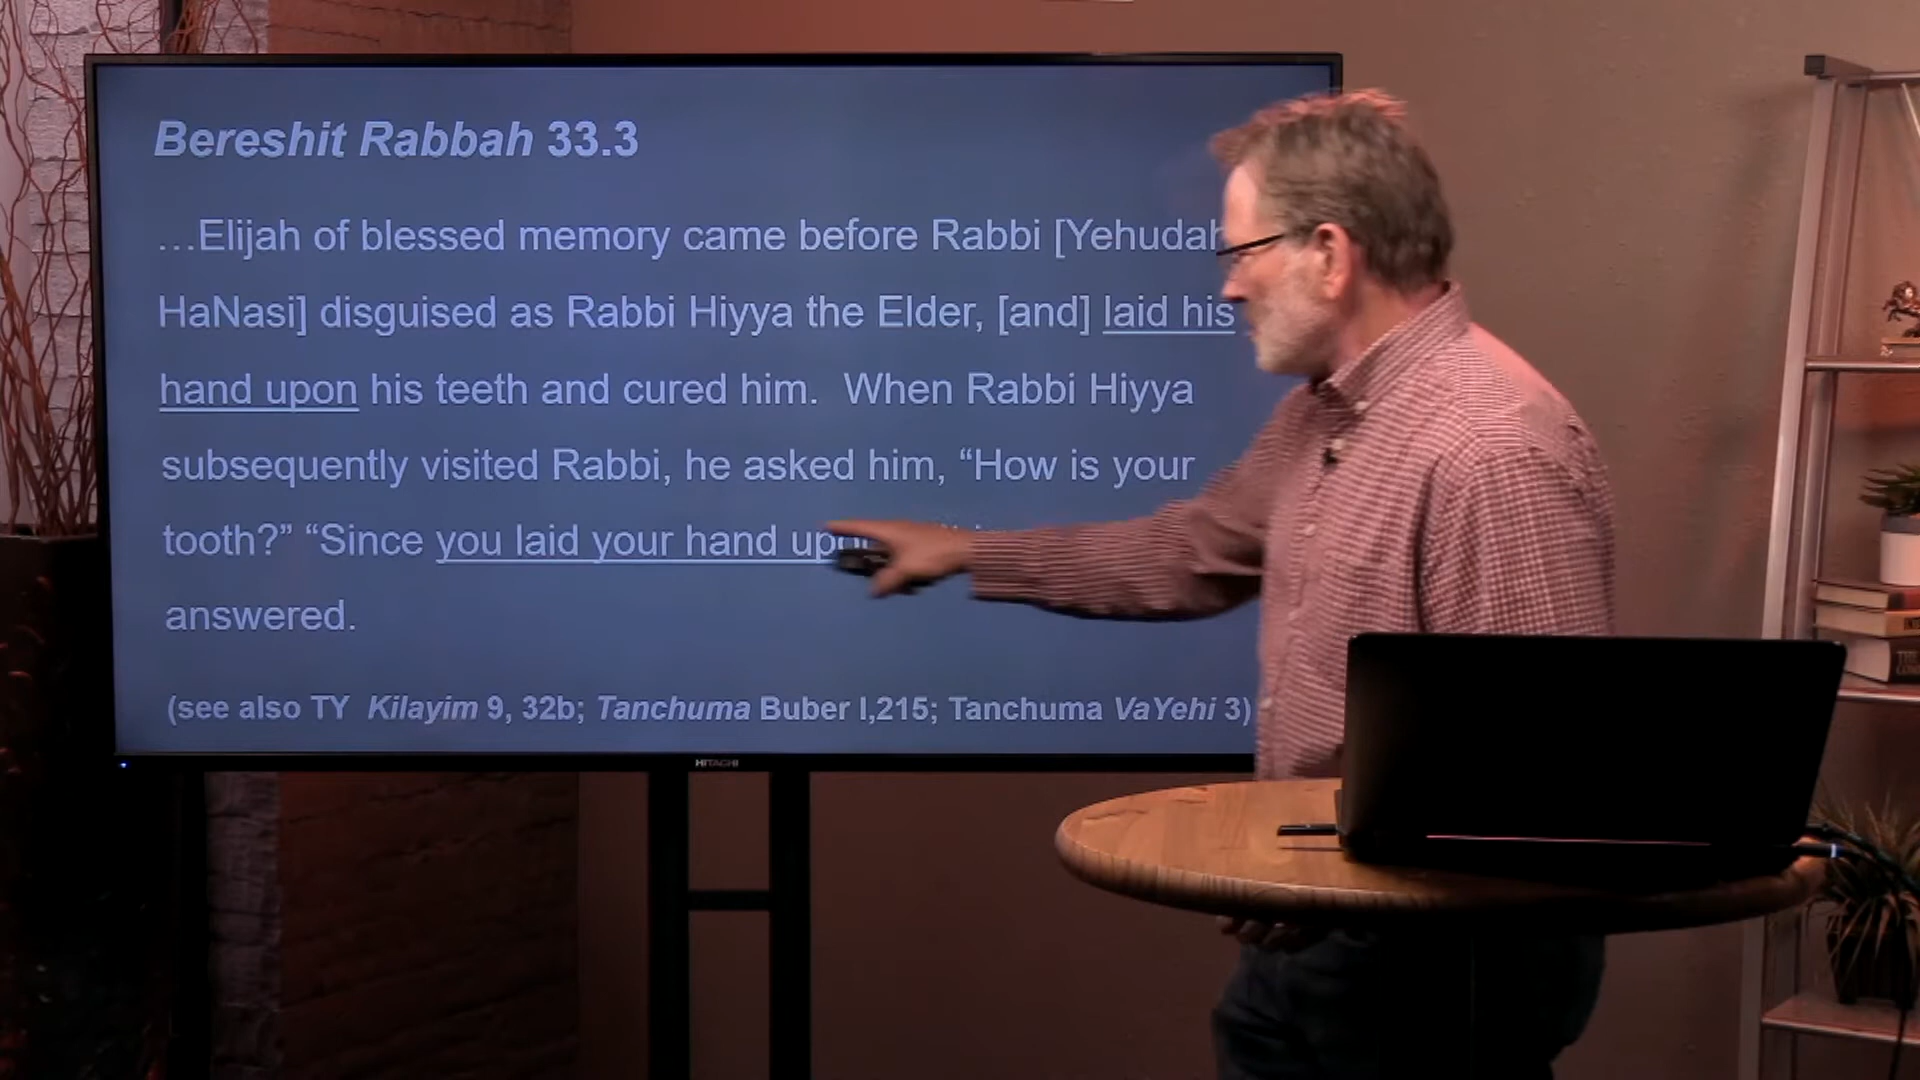 Bereshit Rabbah 33.3
…Elijah of blessed memory came before Rabbi [Yehudah
HaNasi] disguised as Rabbi Hiyya the Elder, [and] laid his
hand upon his teeth and cured him. When Rabbi Hiyya
subsequently visited Rabbi, he asked him, “How is your
tooth?” “Since you laid your hand upon
answered.
(see also TY Kilayim 9, 32b; Tanchuma Buber I,215; Tanchuma VaYehi 3)
HITACHI